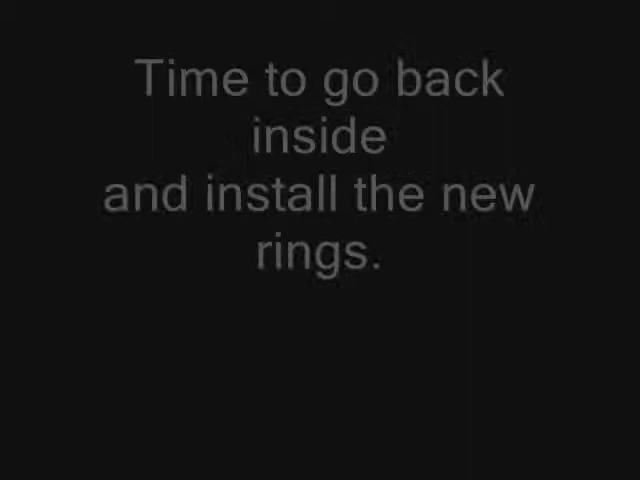 Time to go back
inside
and install the new
rings.